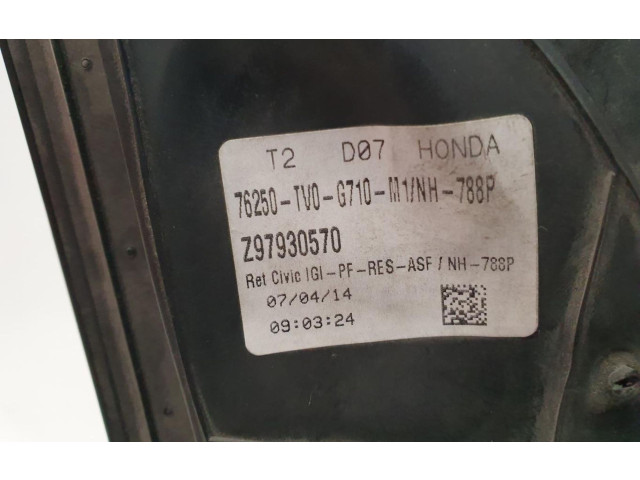 T2 D07 HONDA
76250-TV0-G710-M1/NH-788P
Z97930570
Ret Civic IGI-PF-RES-ASF / NH-788P
07/04/14
09:03:24